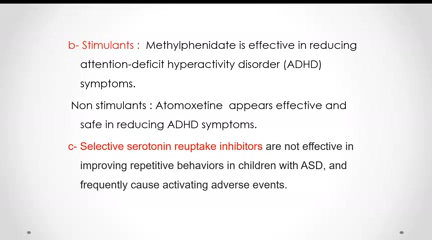 b- Stimulants : Methylphenidate is effective in reducing
attention-deficit hyperactivity disorder (ADHD)
symptoms.
Non stimulants : Atomoxetine appears effective and
safe in reducing ADHD symptoms.
c- Selective serotonin reuptake inhibitors are not effective in
improving repetitive behaviors in children with ASD, and
frequently cause activating adverse events.